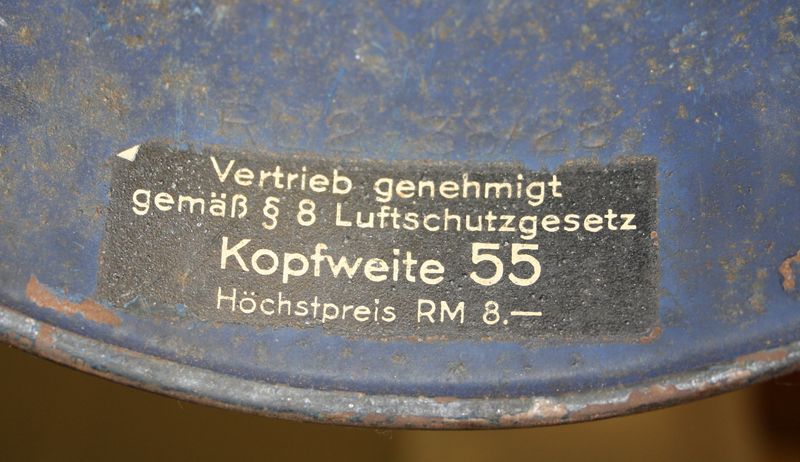 Vertrieb genehmigt
gemäß § 8 Luftschutzgesetz
Kopfweite 55
Höchstpreis RM 8.—